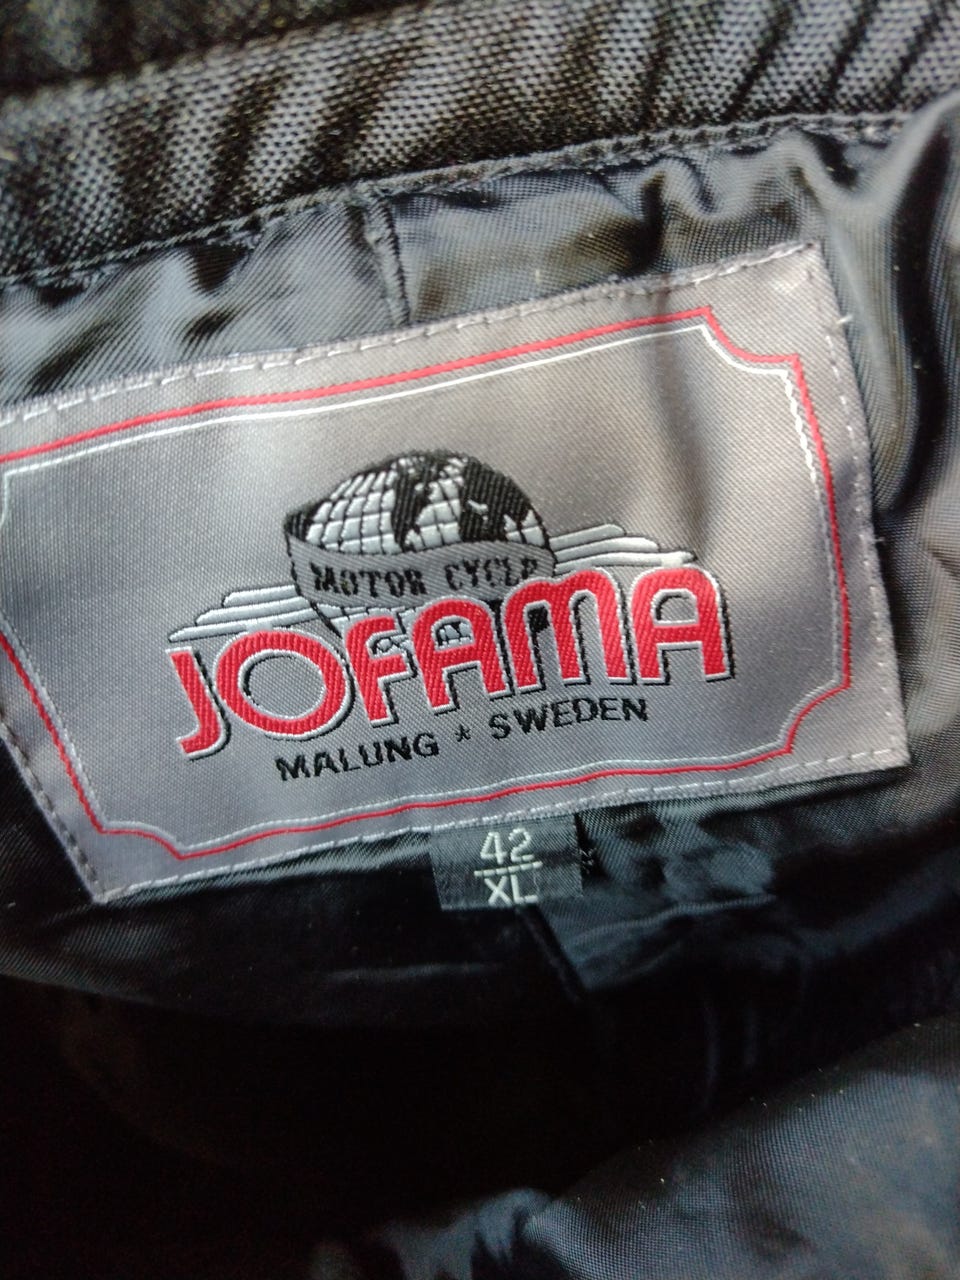 MOTOR CYCLE
JOFAMA
MALUNG * SWEDEN
42
XL